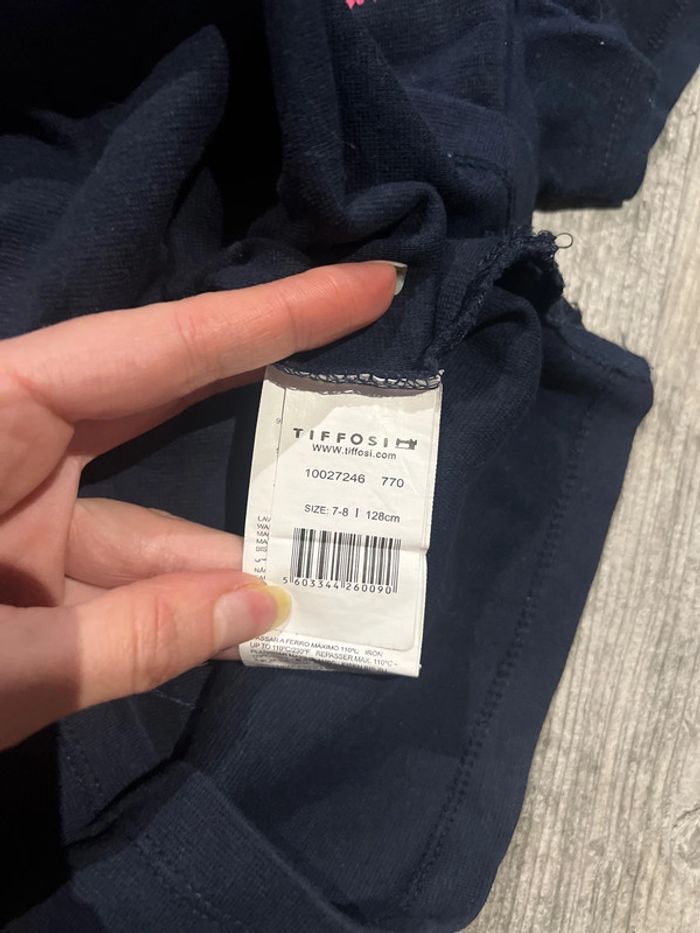 TIFFOSI
www.tiffosi.com
10027246 770
SIZE: 7-8 | 128cm
5 603344 260090
PASSAR A FERRO MÁXIMO 110ºC IRON
UP TO 110ºC/230ºF REPASSER MAX. 110ºC -